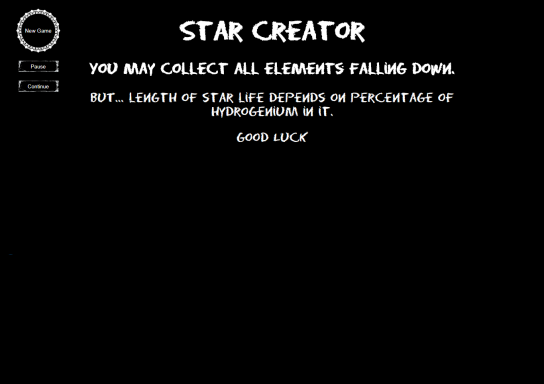 New Game
Pause
Continue
STAR CREATOR
YOU MAY COLLECT ALL ELEMENTS FALLING DOWN.
BUT... LENGTH OF STAR LIFE DEPENDS ON PERCENTAGE OF
HYDROGENIUM IN IT.
GOOD LUCK